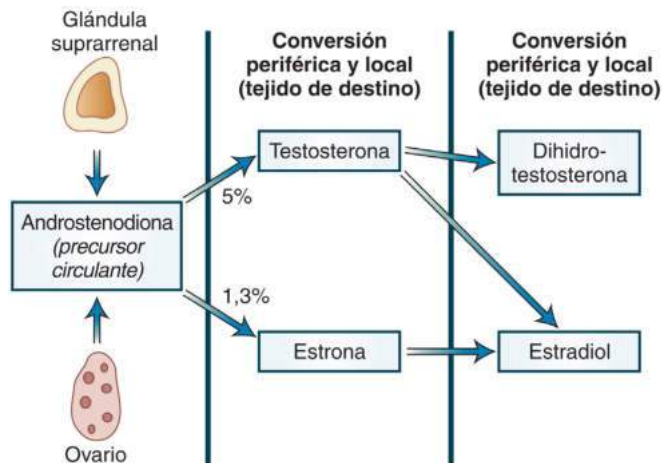 Glándula
suprarrenal
Conversión
periférica y local
(tejido de destino)
Conversión
periférica y local
(tejido de destino)
Testosterona
Dihidro-
testosterona
5%
Androstenodiona
(precursor
circulante)
1,3%
Estrona
Estradiol
Ovario